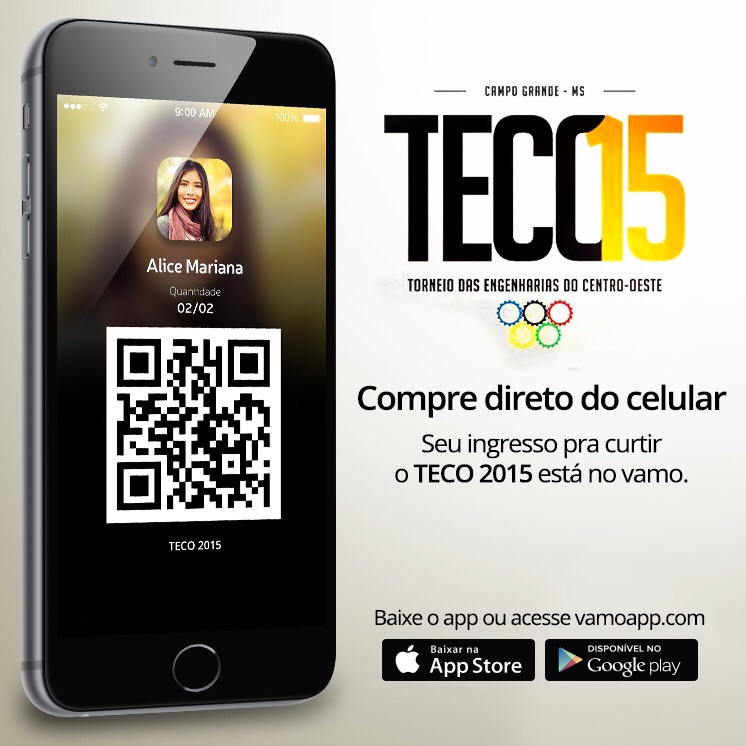 9:00 AM
100%
Alice Mariana
Quantidade
02/02
TECO 2015
CAMPO GRANDE - MS
TECO15
TORNEIO DAS ENGENHARIAS DO CENTRO-OESTE
Compre direto do celular
Seu ingresso pra curtir
o TECO 2015 está no vamo.
Baixe o app ou acesse vamoapp.com
Baixar na
App Store
DISPONÍVEL NO
Google play